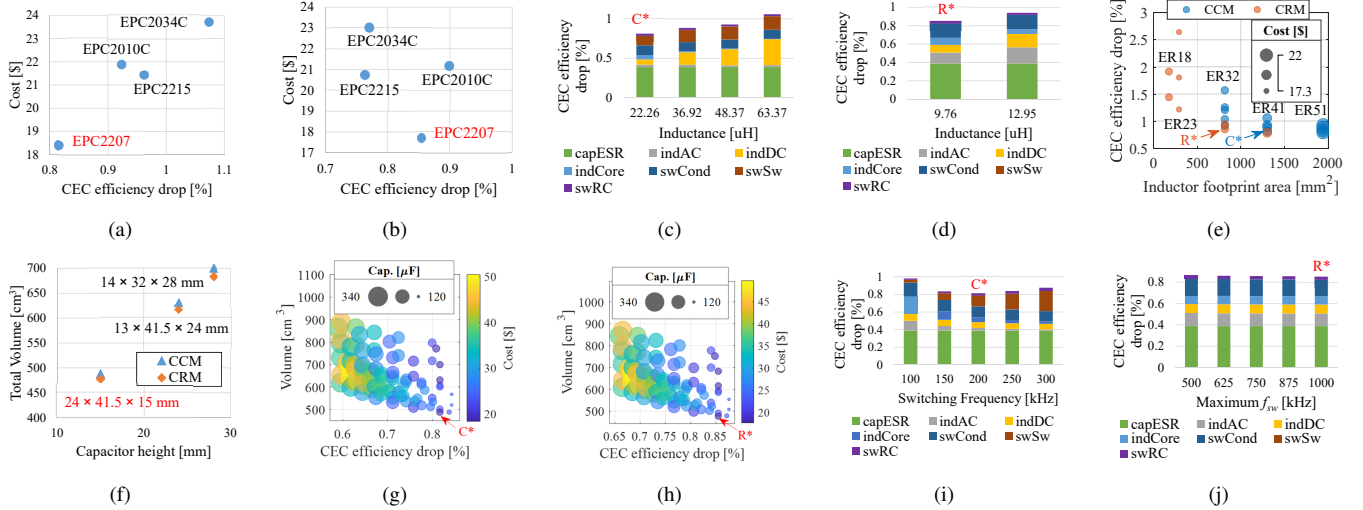 24
23
22
21
20
19
18
Cost [$]
EPC2034C
EPC2010C
EPC2215
EPC2207
0.8 0.9 1 1.1
CEC efficiency drop [%]
(a)
24
23
22
21
20
19
18
17
Cost [$]
EPC2034C
EPC2010C
EPC2215
EPC2207
0.7 0.8 0.9 1
CEC efficiency drop [%]
(b)
CEC efficiency
drop [%]
1
0.5
0
C*
22.26 36.92 48.37 63.37
Inductance [uH]
capESR indAC indDC
indCore swCond swSw
swRC
(c)
CEC efficiency
drop [%]
1
0.8
0.6
0.4
0.2
0
R*
9.76 12.95
Inductance [uH]
capESR indAC indDC
indCore swCond swSw
swRC
(d)
CCM CRM
CEC efficiency drop [%]
3
2.5
2
1.5
1
0.5
Cost [$]
22
17.3
ER18
ER32
ER23
ER41
ER51
R*
C*
0 500 1000 1500 2000
Inductor footprint area [mm²]
(e)
Total Volume [cm³]
700
650
600
550
500
450
400
14 × 32 × 28 mm
13 × 41.5 × 24 mm
CCM
CRM
24 × 41.5 × 15 mm
10 20 30
Capacitor height [mm]
(f)
Volume [cm³]
1100
1000
900
800
700
600
500
Cap. [μF]
340 120
50
40
30
20
Cost [$]
C*
0.6 0.7 0.8
CEC efficiency drop [%]
(g)
Volume [cm³]
1000
900
800
700
600
500
Cap. [μF]
340 120
40
30
20
Cost [$]
R*
0.65 0.7 0.75 0.8 0.85
CEC efficiency drop [%]
(h)
CEC efficiency
drop [%]
1
0.8
0.6
0.4
0.2
0
C*
100 150 200 250 300
Switching Frequency [kHz]
capESR indAC indDC
indCore swCond swSw
swRC
(i)
CEC efficiency
drop [%]
0.8
0.6
0.4
0.2
0
R*
500 625 750 875 1000
Maximum fsw [kHz]
capESR indAC indDC
indCore swCond swSw
swRC
(j)